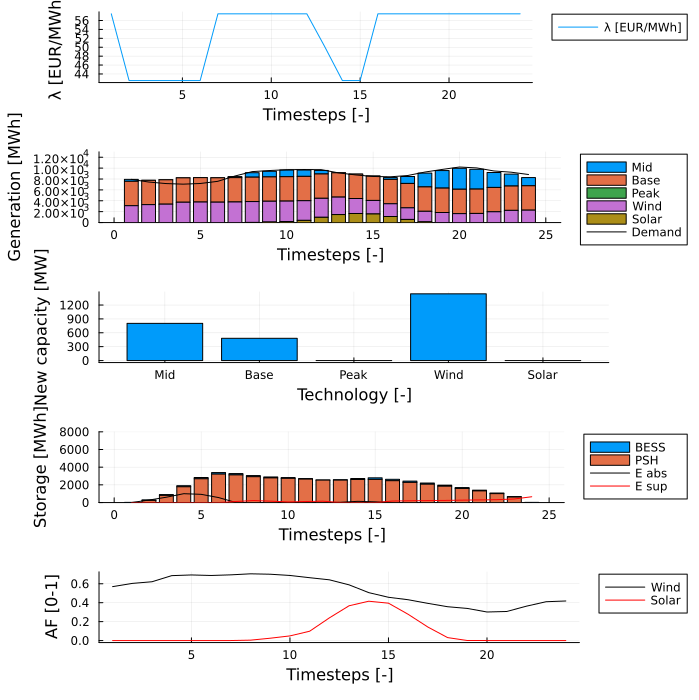 λ [EUR/MWh]
56
54
52
50
48
46
44
5
10
15
20
Timesteps [-]
λ [EUR/MWh]
Generation [MWh]
1.20×10⁴
1.00×10⁴
8.00×10³
6.00×10³
4.00×10³
2.00×10³
0
0
5
10
15
20
25
Timesteps [-]
Mid
Base
Peak
Wind
Solar
Demand
New capacity [MW]
1200
900
600
300
0
Mid
Base
Peak
Wind
Solar
Technology [-]
Storage [MWh]
8000
6000
4000
2000
0
0
5
10
15
20
25
Timesteps [-]
BESS
PSH
E abs
E sup
AF [0-1]
0.6
0.4
0.2
0.0
5
10
15
20
Timesteps [-]
Wind
Solar